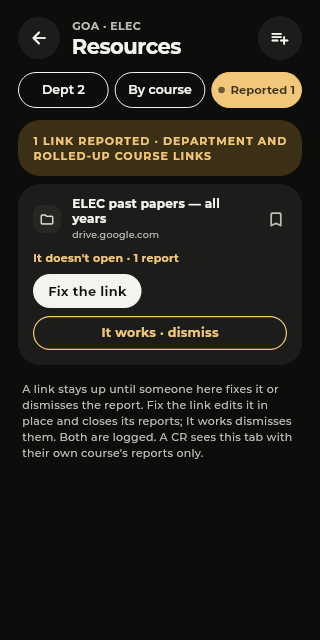 GOA · ELEC
Resources
Dept 2
By course
Reported 1
1 LINK REPORTED · DEPARTMENT AND
ROLLED-UP COURSE LINKS
ELEC past papers — all
years
drive.google.com
It doesn't open · 1 report
Fix the link
It works · dismiss
A link stays up until someone here fixes it or
dismisses the report. Fix the link edits it in
place and closes its reports; It works dismisses
them. Both are logged. A CR sees this tab with
their own course's reports only.